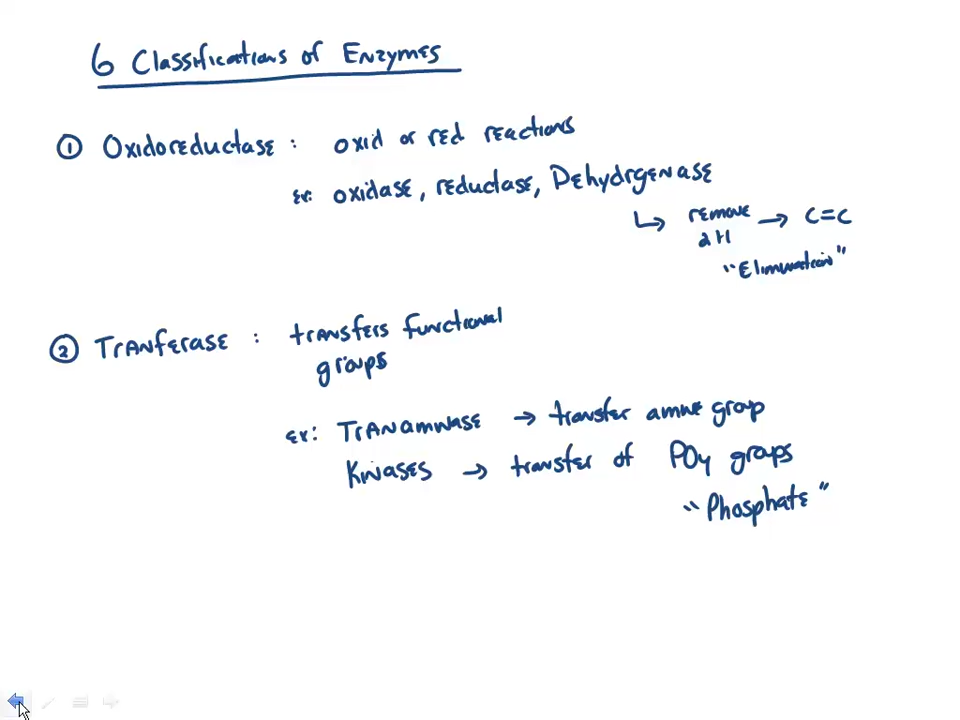 6 Classifications of Enzymes
① Oxidoreductase : oxid or red reactions
ex: oxidase, reductase, Dehydrgenase
↳ remove → C=C
2H
"Elimination"
② Tranferase : transfers functional
groups
ex: Tranamnase → transfer amine group
Kinases → transfer of PO4 groups
"Phosphate"